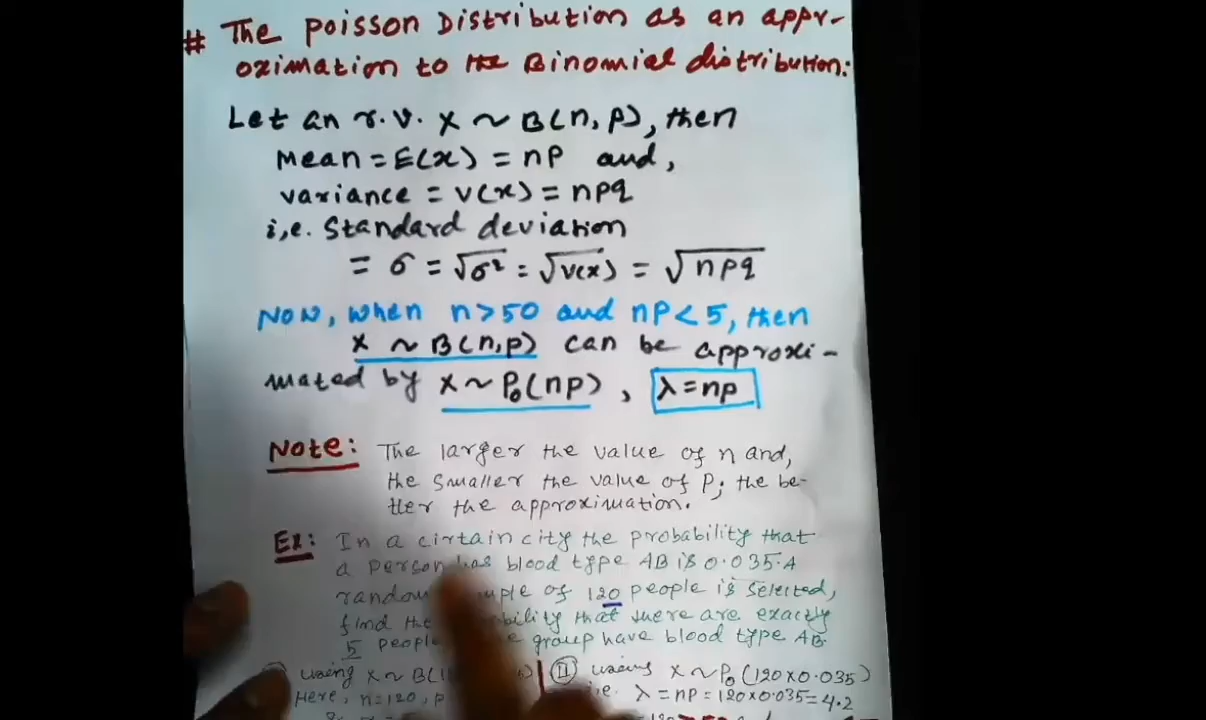 # The Poisson Distribution as an appr-
oximation to the Binomial distribution:
Let an r.v. X ~ B(n, p), then
Mean = E(x) = np and,
variance = V(x) = npq
i,e. Standard deviation
= σ = √σ² = √V(x) = √npq
Now, when n>50 and np<5, then
X ~ B(n,p) can be approxi-
mated by X ~ Po(np), λ=np
Note: The larger the value of n and,
the smaller the value of p; the be-
tter the approximation.
Ex: In a cirtain city the probability that
a person has blood type AB is 0.035. A
random of 120 people is selected,
find the that there are exactly
5 people group have blood type AB.
using X ~ B( II using X ~ Po (120×0.035)
Here, n=120, p i.e. λ = np = 120×0.035 = 4.2